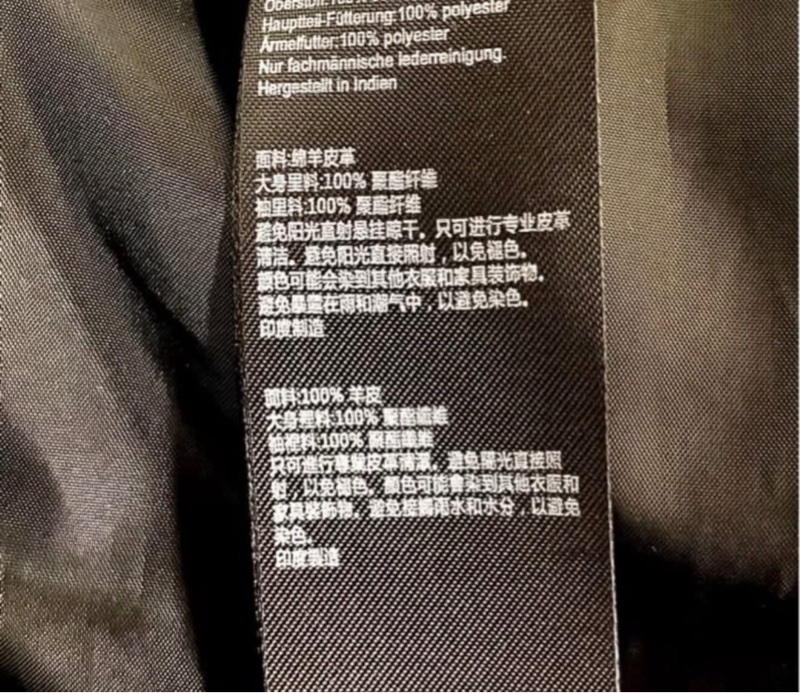 Oberstoff:100%
Hauptteil-Fütterung:100% polyester
Ärmelfutter:100% polyester
Nur fachmännische lederreinigung.
Hergestellt in Indien
面料:绵羊皮革
大身里料:100% 聚酯纤维
袖里料:100% 聚酯纤维
避免阳光直射悬挂晾干。只可进行专业皮革
清洁。避免阳光直接照射，以免褪色。
颜色可能会染到其他衣服和家具装饰物。
避免暴露在雨和潮气中，以避免染色。
印度制造
面料:100% 羊皮
大身裡料:100% 聚酯纖維
袖裡料:100% 聚酯纖維
只可進行專業皮革清潔。避免陽光直接照
射，以免褪色。顏色可能會染到其他衣服和
家具裝飾物。避免接觸雨水和水分，以避免
染色。
印度製造